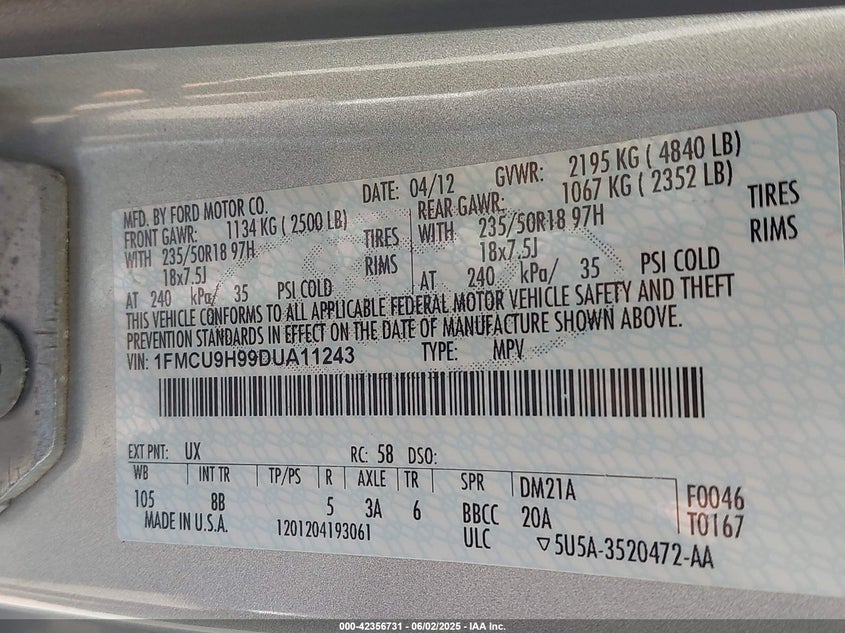 MFD. BY FORD MOTOR CO. DATE: 04/12 GVWR: 2195 KG ( 4840 LB)
FRONT GAWR: 1134 KG ( 2500 LB) REAR GAWR: 1067 KG ( 2352 LB)
WITH 235/50R18 97H TIRES WITH 235/50R18 97H TIRES
18x7.5J RIMS 18x7.5J RIMS
AT 240 kPa/ 35 PSI COLD AT 240 kPa/ 35 PSI COLD
THIS VEHICLE CONFORMS TO ALL APPLICABLE FEDERAL MOTOR VEHICLE SAFETY AND THEFT
PREVENTION STANDARDS IN EFFECT ON THE DATE OF MANUFACTURE SHOWN ABOVE.
VIN: 1FMCU9H99DUA11243 TYPE: MPV
EXT PNT: UX RC: 58 DSO:
WB INT TR TP/PS R AXLE TR SPR DM21A F0046
105 8B 5 3A 6 BBCC 20A T0167
MADE IN U.S.A. 1201204193061 ULC ▽5U5A-3520472-AA
000-42356731 - 06/02/2025 - IAA Inc.